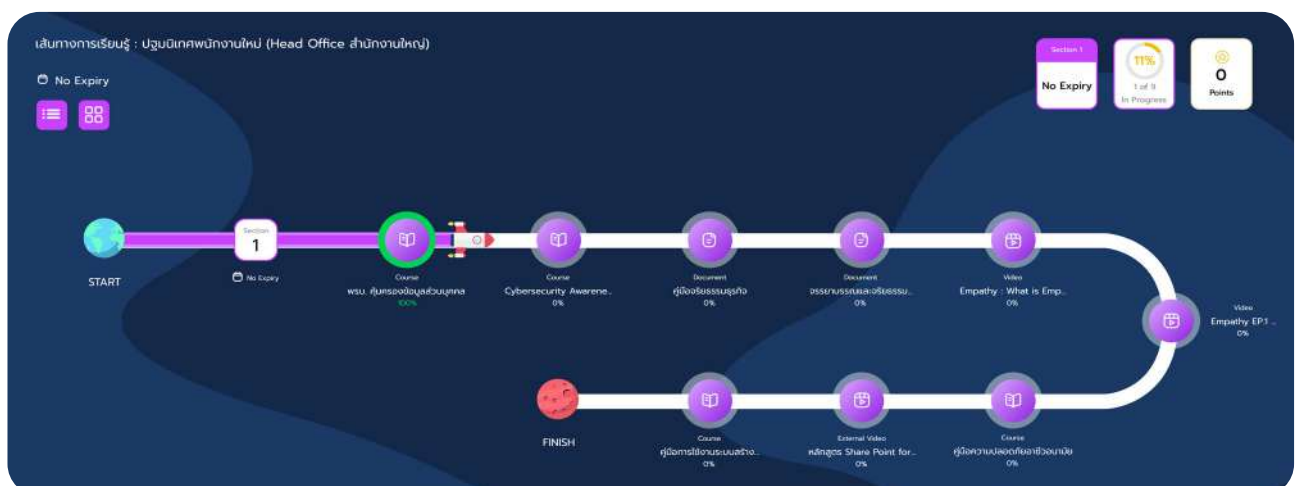 เส้นทางการเรียนรู้ : ปฐมนิเทศพนักงานใหม่ (Head Office สำนักงานใหญ่)
No Expiry
Section 1
No Expiry
11%
1 of 9
In Progress
0
Points
START
Section
1
No Expiry
Course
พรบ. คุ้มครองข้อมูลส่วนบุคคล
100%
Course
Cybersecurity Awarene..
0%
Document
คู่มือจริยธรรมธุรกิจ
0%
Document
จรรยาบรรณและจริยธรรม..
0%
Video
Empathy : What is Emp..
0%
Video
Empathy EP.1 ..
0%
FINISH
Course
คู่มือการใช้งานระบบสร้าง..
0%
External Video
หลักสูตร Share Point for..
0%
Course
คู่มือความปลอดภัยอาชีวอนามัย
0%